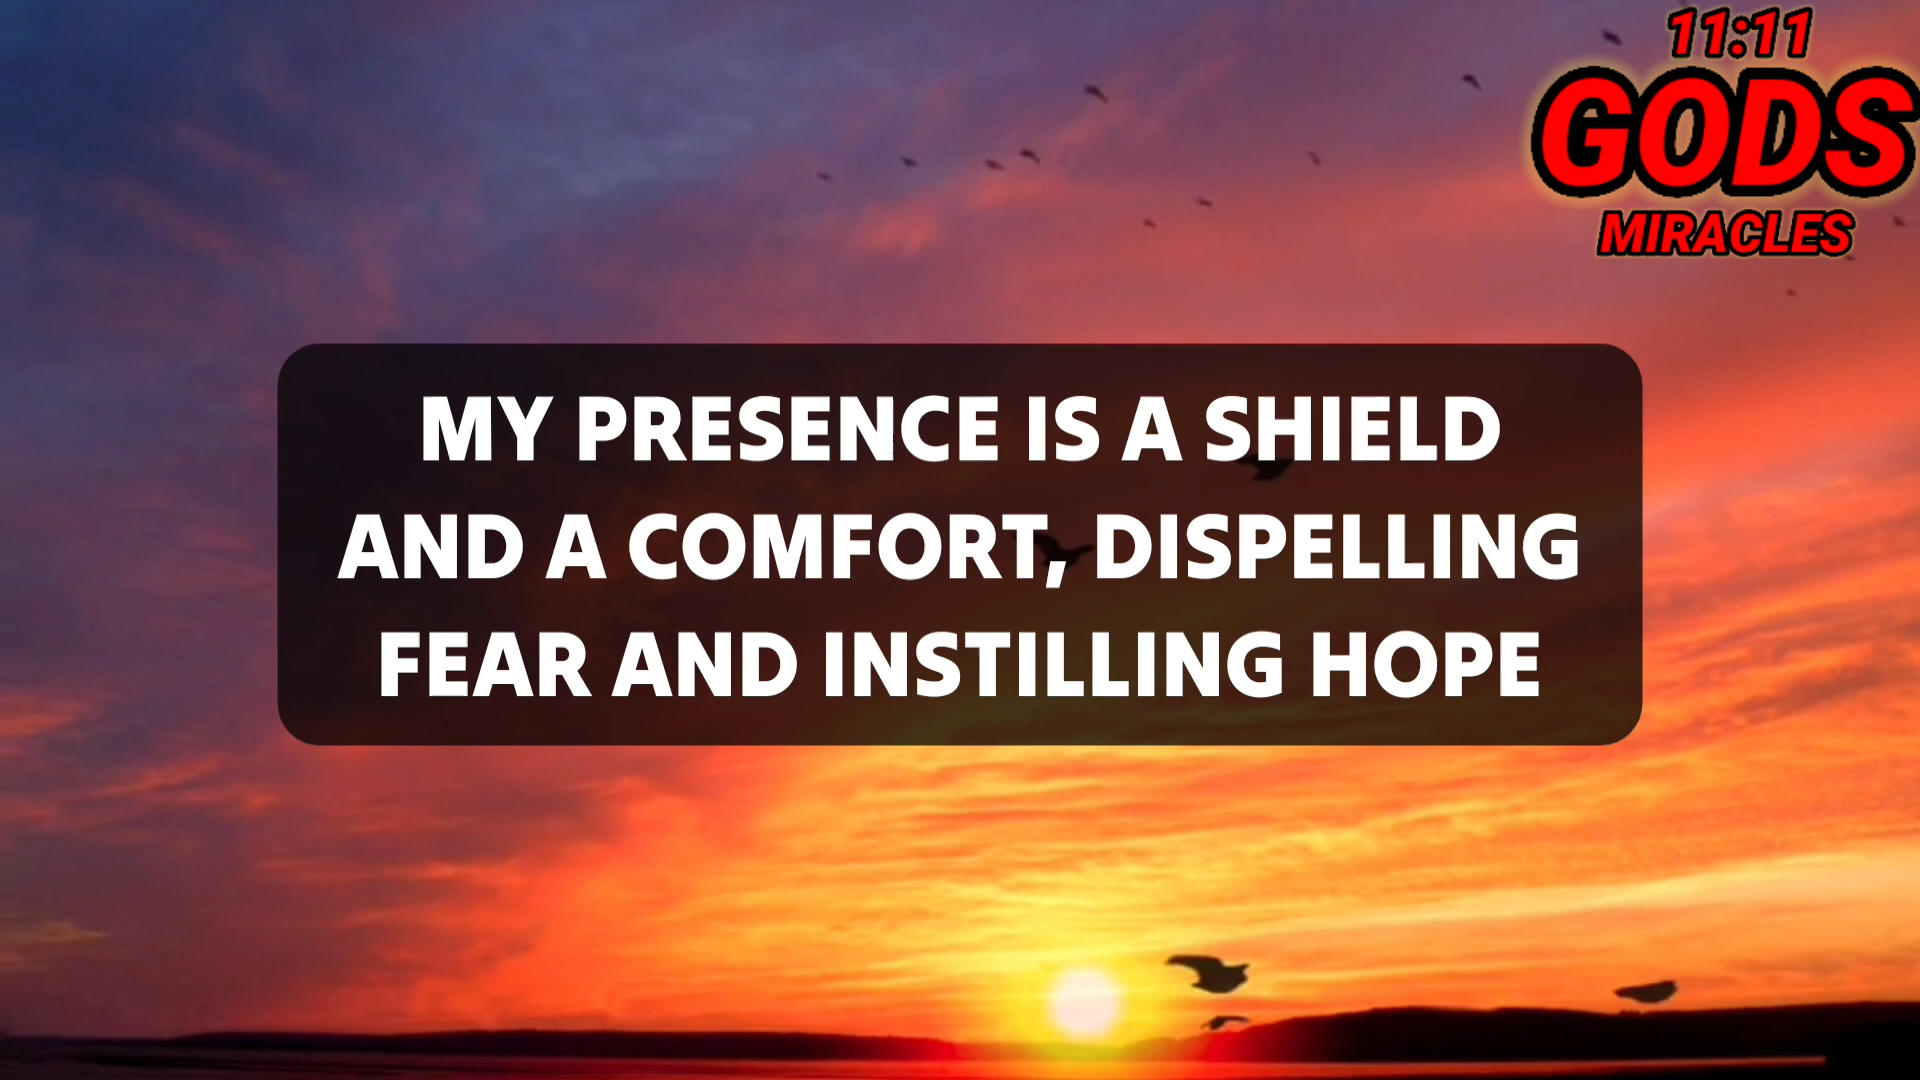 11:11
GODS
MIRACLES
MY PRESENCE IS A SHIELD
AND A COMFORT, DISPELLING
FEAR AND INSTILLING HOPE